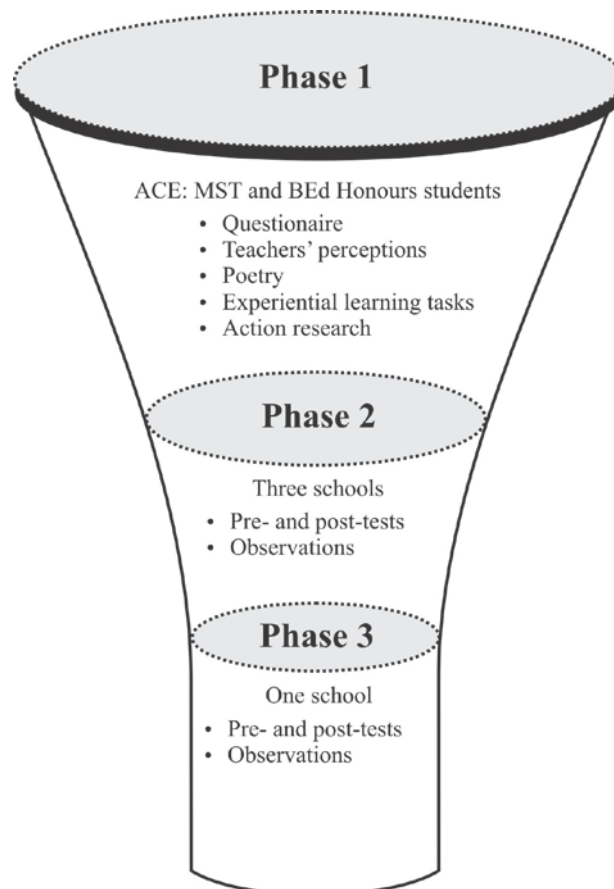 Phase 1
ACE: MST and BEd Honours students
• Questionaire
• Teachers’ perceptions
• Poetry
• Experiential learning tasks
• Action research
Phase 2
Three schools
• Pre- and post-tests
• Observations
Phase 3
One school
• Pre- and post-tests
• Observations